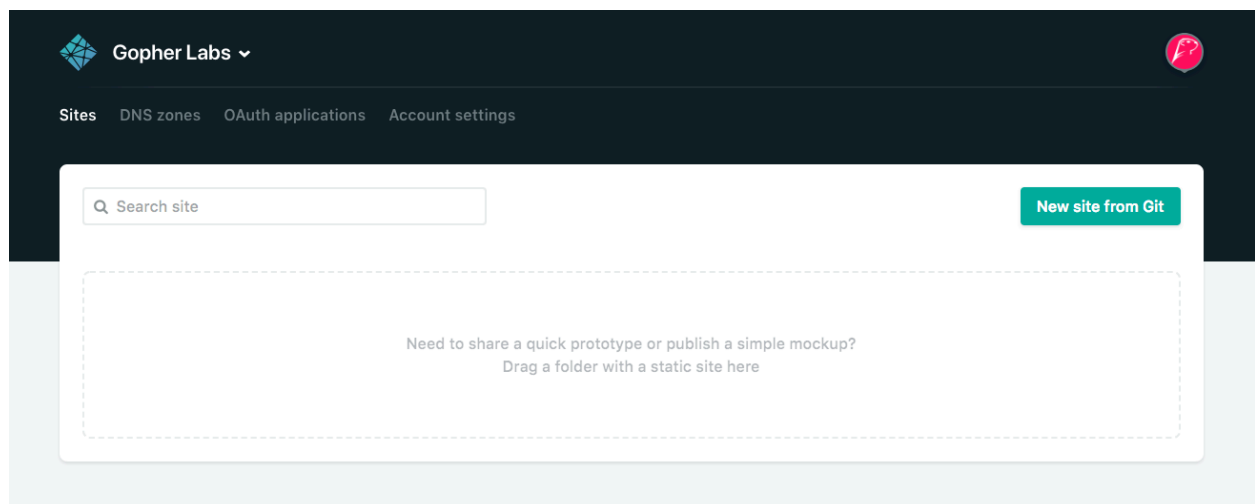 Gopher Labs
Sites DNS zones OAuth applications Account settings
Search site
New site from Git
Need to share a quick prototype or publish a simple mockup?
Drag a folder with a static site here